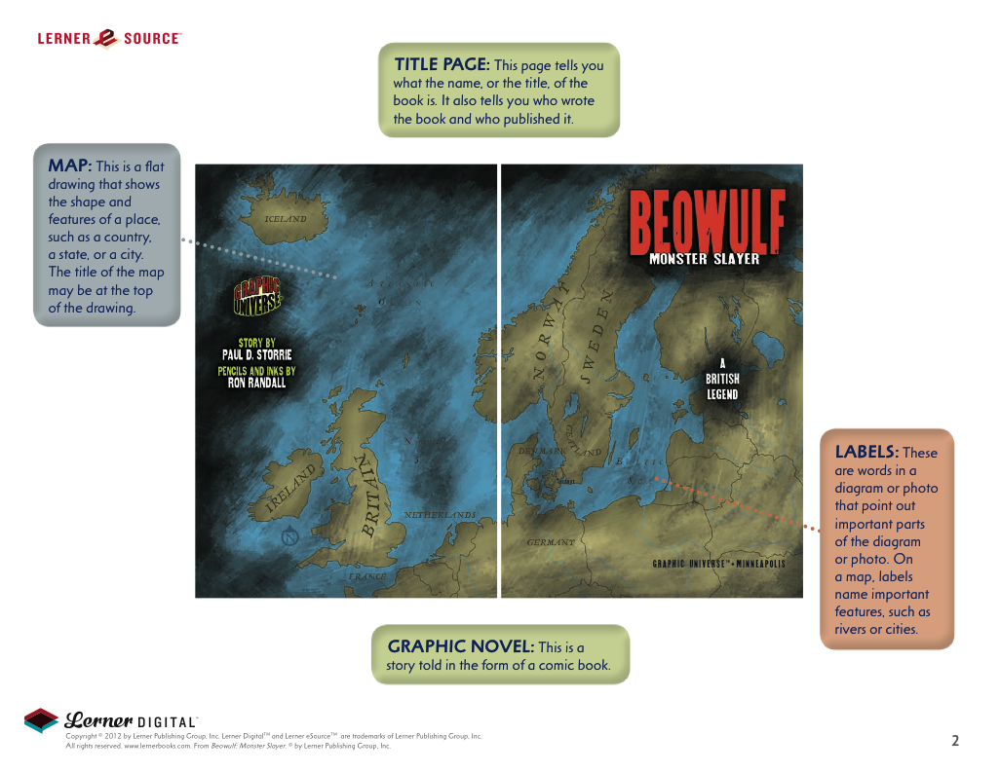 LERNER e SOURCE™
TITLE PAGE: This page tells you
what the name, or the title, of the
book is. It also tells you who wrote
the book and who published it.
MAP: This is a flat
drawing that shows
the shape and
features of a place,
such as a country,
a state, or a city.
The title of the map
may be at the top
of the drawing.
ICELAND
GRAPHIC
UNIVERSE™
STORY BY
PAUL D. STORRIE
PENCILS AND INKS BY
RON RANDALL
IRELAND
BRITAIN
N
NETHERLANDS
FRANCE
BEOWULF
MONSTER SLAYER
NORWAY
SWEDEN
A
BRITISH
LEGEND
DENMARK
Baltic
GERMANY
GRAPHIC UNIVERSE™ • MINNEAPOLIS
LABELS: These
are words in a
diagram or photo
that point out
important parts
of the diagram
or photo. On
a map, labels
name important
features, such as
rivers or cities.
GRAPHIC NOVEL: This is a
story told in the form of a comic book.
Lerner DIGITAL™
Copyright © 2012 by Lerner Publishing Group, Inc. Lerner Digital™ and Lerner eSource™ are trademarks of Lerner Publishing Group, Inc.
All rights reserved. www.lernerbooks.com. From Beowulf: Monster Slayer. © by Lerner Publishing Group, Inc.
2